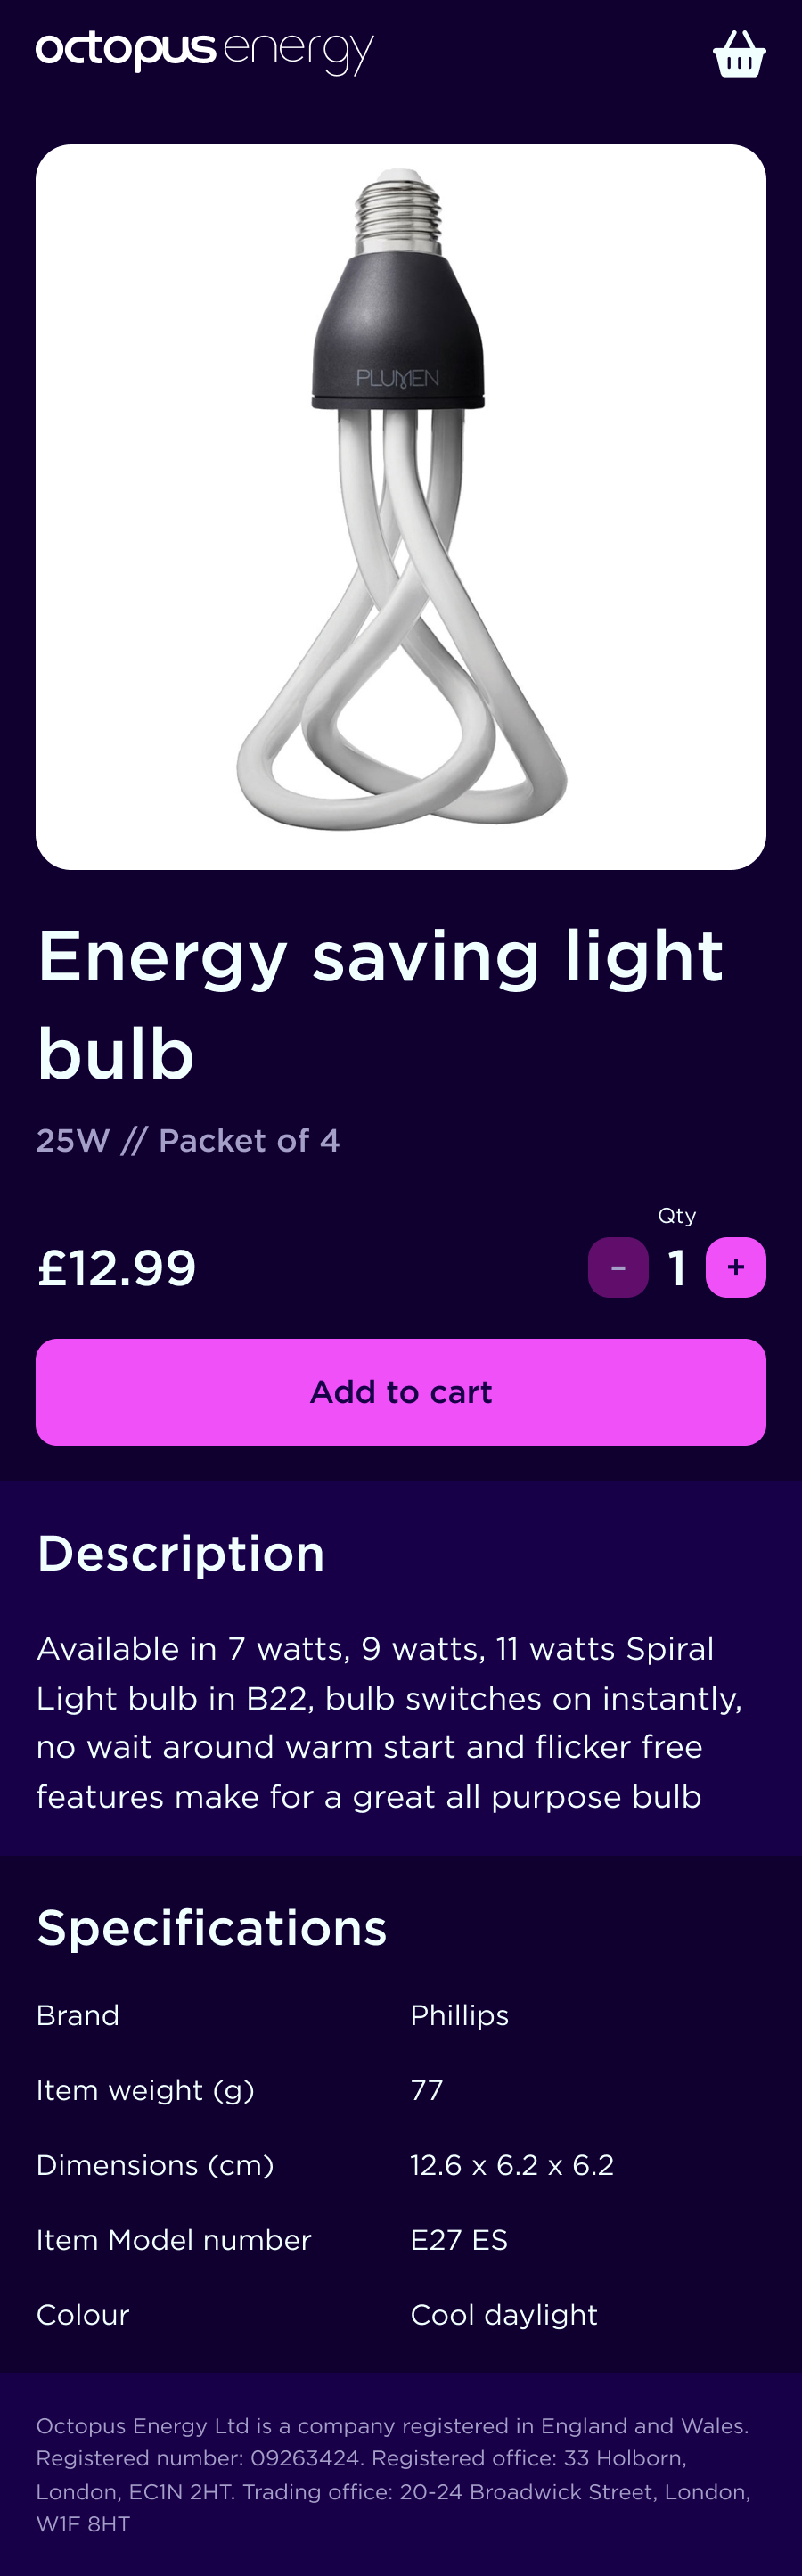 octopus energy
PLUMEN
Energy saving light
bulb
25W // Packet of 4
Qty
£12.99
- 1 +
Add to cart
Description
Available in 7 watts, 9 watts, 11 watts Spiral
Light bulb in B22, bulb switches on instantly,
no wait around warm start and flicker free
features make for a great all purpose bulb
Specifications
Brand Phillips
Item weight (g) 77
Dimensions (cm) 12.6 x 6.2 x 6.2
Item Model number E27 ES
Colour Cool daylight
Octopus Energy Ltd is a company registered in England and Wales.
Registered number: 09263424. Registered office: 33 Holborn,
London, EC1N 2HT. Trading office: 20-24 Broadwick Street, London,
W1F 8HT